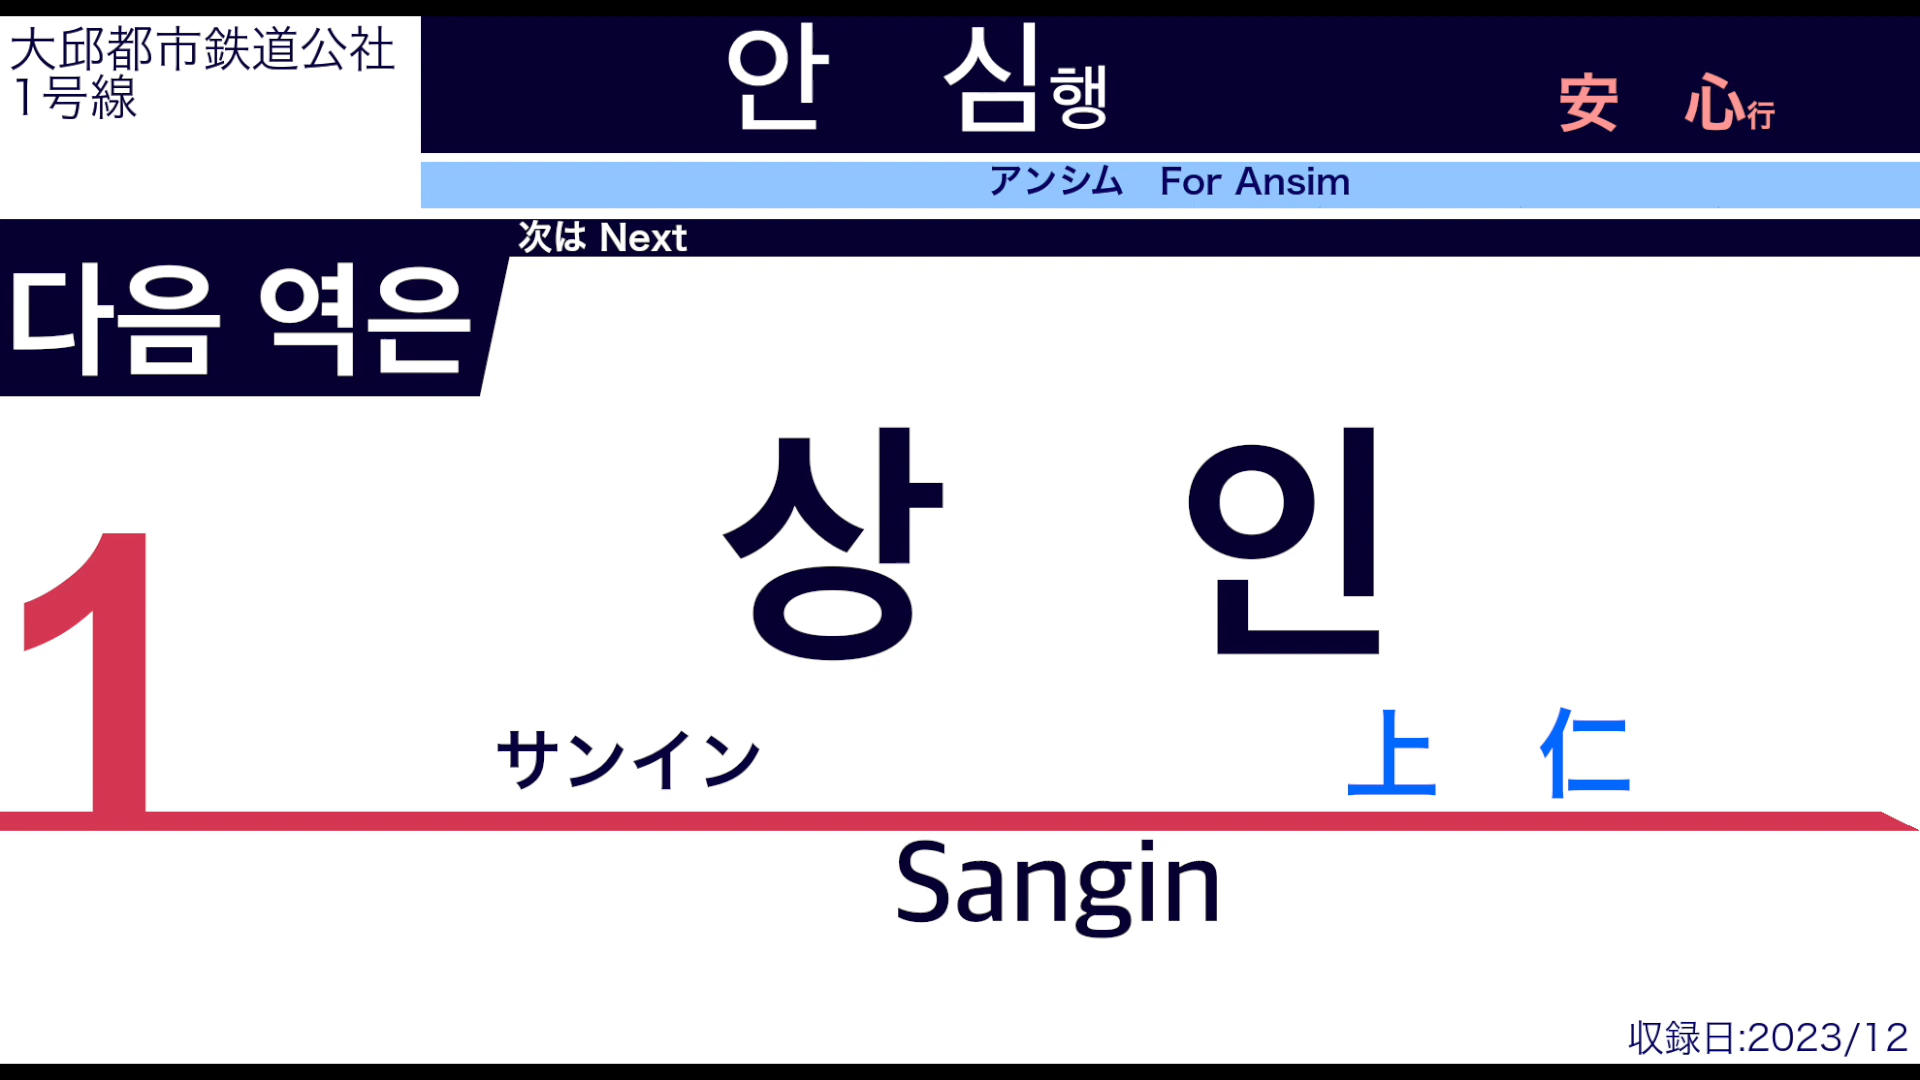 大邱都市鉄道公社
1号線
안 심행
安 心行
アンシム For Ansim
次は Next
다음 역은
상 인
1
サンイン
上 仁
Sangin
収録日:2023/12